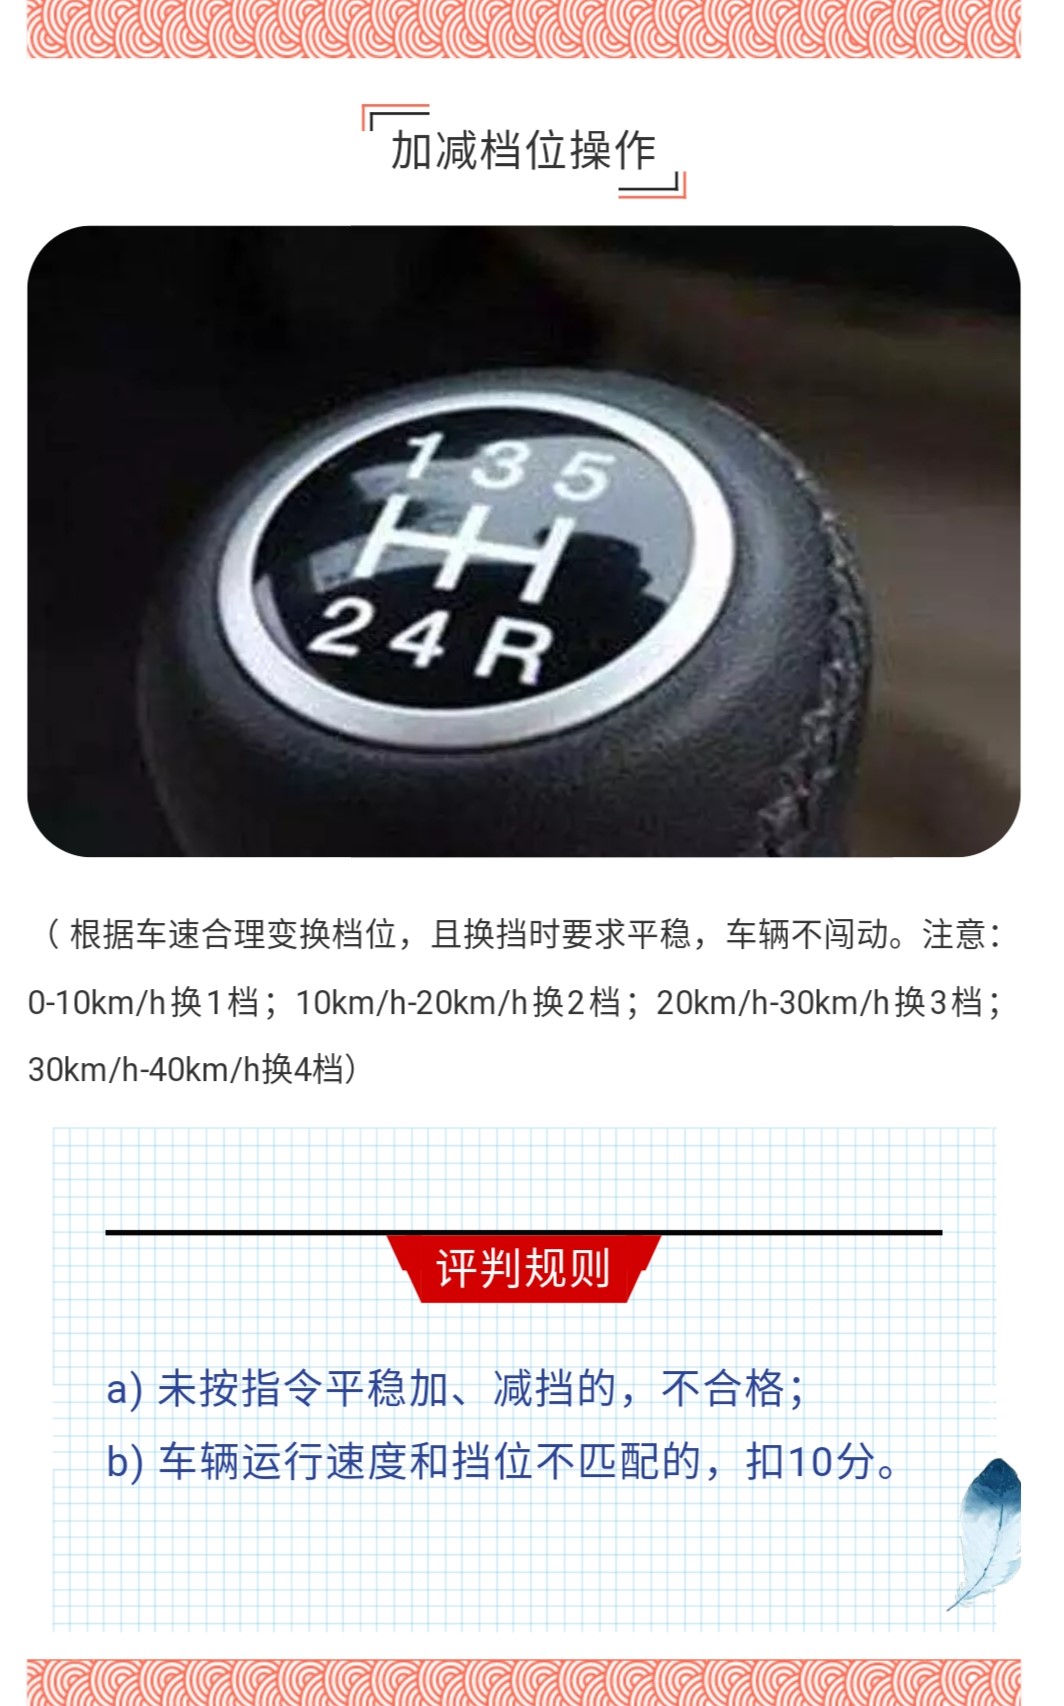 加减档位操作
1 3 5
2 4 R
（ 根据车速合理变换档位，且换挡时要求平稳，车辆不闯动。注意：
0-10km/h换1档；10km/h-20km/h换2档；20km/h-30km/h换3档；
30km/h-40km/h换4档）
评判规则
a) 未按指令平稳加、减挡的，不合格；
b) 车辆运行速度和挡位不匹配的，扣10分。